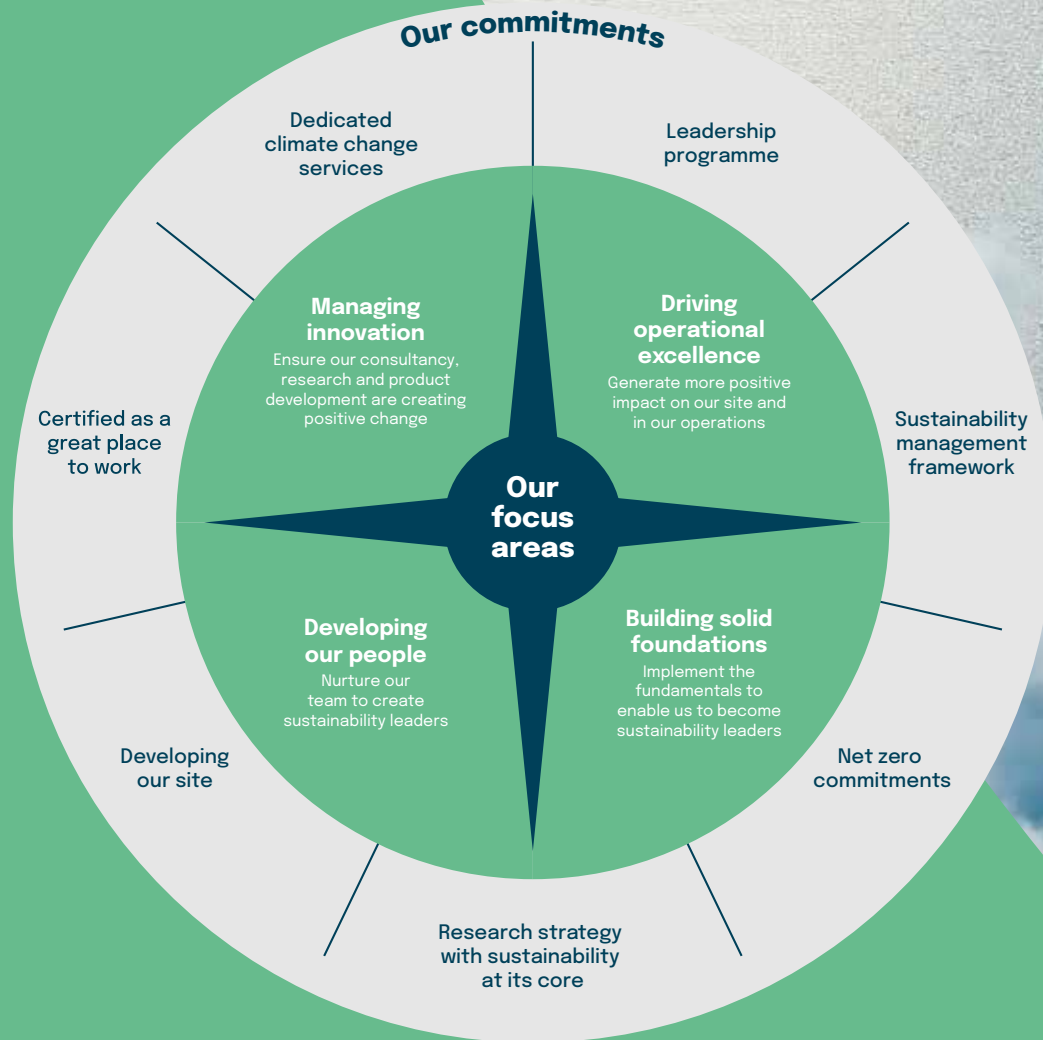 Our commitments
Dedicated
climate change
services
Leadership
programme
Managing
innovation
Ensure our consultancy,
research and product
development are creating
positive change
Driving
operational
excellence
Generate more positive
impact on our site and
in our operations
Certified as a
great place
to work
Sustainability
management
framework
Our
focus
areas
Developing
our people
Nurture our
team to create
sustainability leaders
Building solid
foundations
Implement the
fundamentals to
enable us to become
sustainability leaders
Developing
our site
Net zero
commitments
Research strategy
with sustainability
at its core